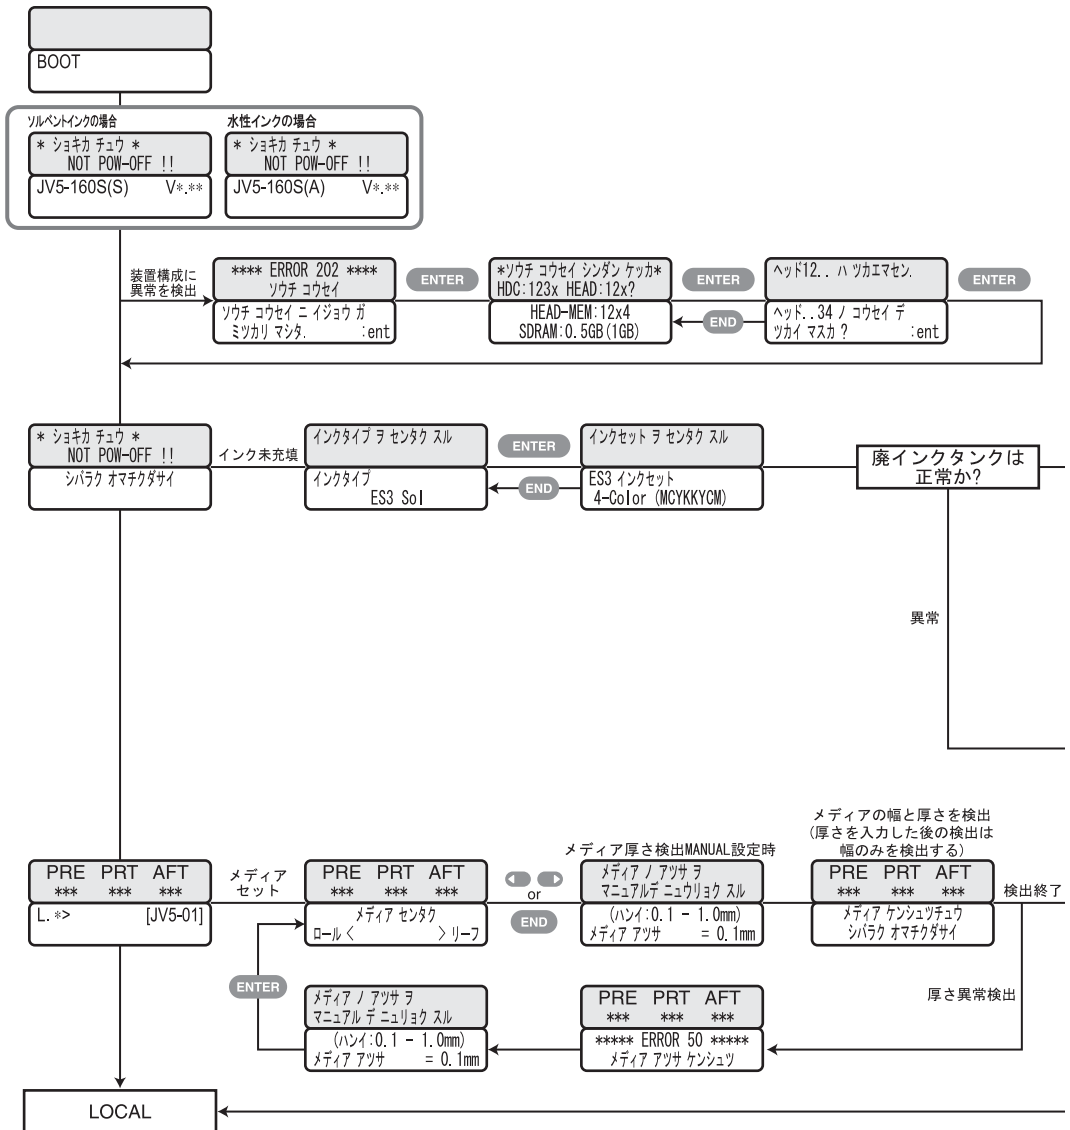 BOOT
ソルベントインクの場合
* ショキカ チュウ *
NOT POW-OFF !!
JV5-160S(S) V*.**
水性インクの場合
* ショキカ チュウ *
NOT POW-OFF !!
JV5-160S(A) V*.**
装置構成に
異常を検出
**** ERROR 202 ****
ソウチ コウセイ
ソウチ コウセイ ニ イジョウ ガ
ミツカリ マシタ. :ent
ENTER
*ソウチ コウセイ シンダン ケッカ*
HDC:123x HEAD:12x?
HEAD-MEM:12x4
SDRAM:0.5GB(1GB)
ENTER
END
ヘッド12.. ハ ツカエマセン.
ヘッド..34 ノ コウセイ デ
ツカイ マスカ ? :ent
ENTER
* ショキカ チュウ *
NOT POW-OFF !!
シバラク オマチクダサイ
インク未充填
インクタイプ ヲ センタク スル
インクタイプ
ES3 Sol
ENTER
END
インクセット ヲ センタク スル
ES3 インクセット
4-Color (MCYKKYCM)
廃インクタンクは
正常か?
異常
PRE PRT AFT
*** *** ***
L. *> [JV5-01]
メディア
セット
PRE PRT AFT
*** *** ***
メディア センタク
ロール < > リーフ
or
END
メディア厚さ検出MANUAL設定時
メディア ノ アツサ ヲ
マニュアルデ ニュウリョク スル
(ハンイ:0.1 - 1.0mm)
メディア アツサ = 0.1mm
メディアの幅と厚さを検出
(厚さを入力した後の検出は
幅のみを検出する)
PRE PRT AFT
*** *** ***
メディア ケンシュツチュウ
シバラク オマチクダサイ
検出終了
ENTER
メディア ノ アツサ ヲ
マニュアル デ ニュリョク スル
(ハンイ:0.1 - 1.0mm)
メディア アツサ = 0.1mm
PRE PRT AFT
*** *** ***
***** ERROR 50 *****
メディア アツサ ケンシュツ
厚さ異常検出
LOCAL